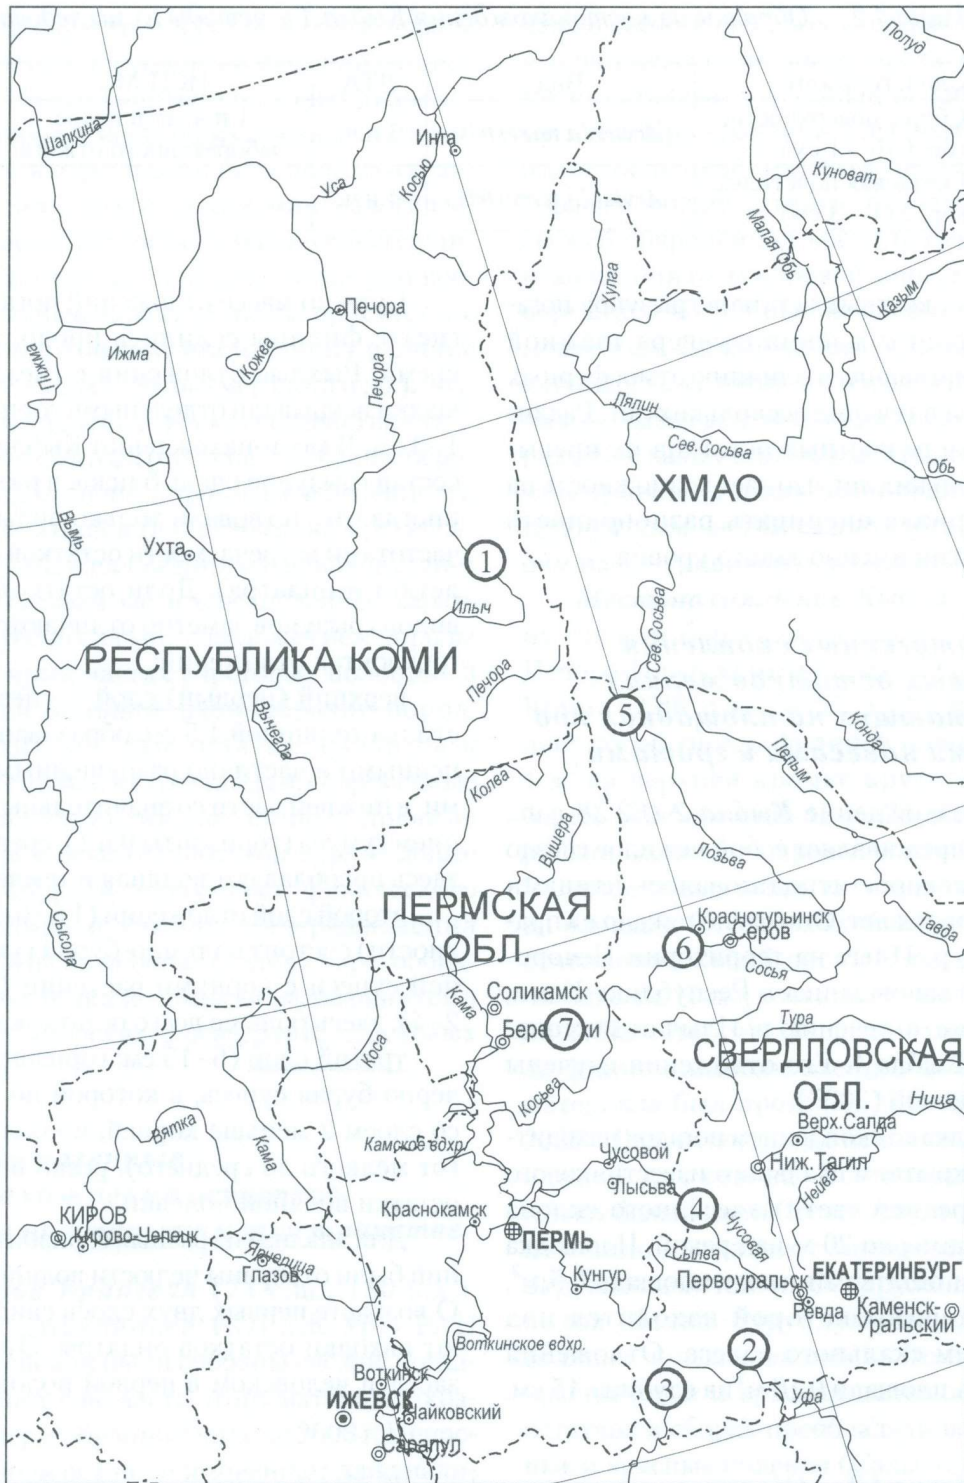 Полуд
Шапкина
Инта
Уса
Косью
Куноват
Малая Обь
Хулга
Казым
Печора
Ижма
Пижма
Кожва
Печора
Ляпин
Сев.Сосьва
Обь
ХМАО
Вымь
Ухта
1
Илыч
Сев.Сосьва
РЕСПУБЛИКА КОМИ
Печора
Вычегда
5
Конда
Пелым
Колва
Вишера
Лозьва
Сысола
ПЕРМСКАЯ
ОБЛ.
Краснотурьинск
Серов
6
Тавда
Сосья
Кама
Соликамск
Березники
7
Коса
Тура
СВЕРДЛОВСКАЯ
ОБЛ.
Косьва
Ница
Верх.Салда
Вятка
Кама
Камское вдхр.
Чусовой
Ниж.Тагил
Лысьва
Нейва
КИРОВ
Кирово-Чепецк
Краснокамск
4
Чусовая
ПЕРМЬ
Глазов
Сылва
Кунгур
Первоуральск
ЕКАТЕРИНБУРГ
Ревда
Каменск-
Уральский
Воткинское вдхр.
2
Воткинск
3
Уфа
ИЖЕВСК
Чайковский
Сарапул